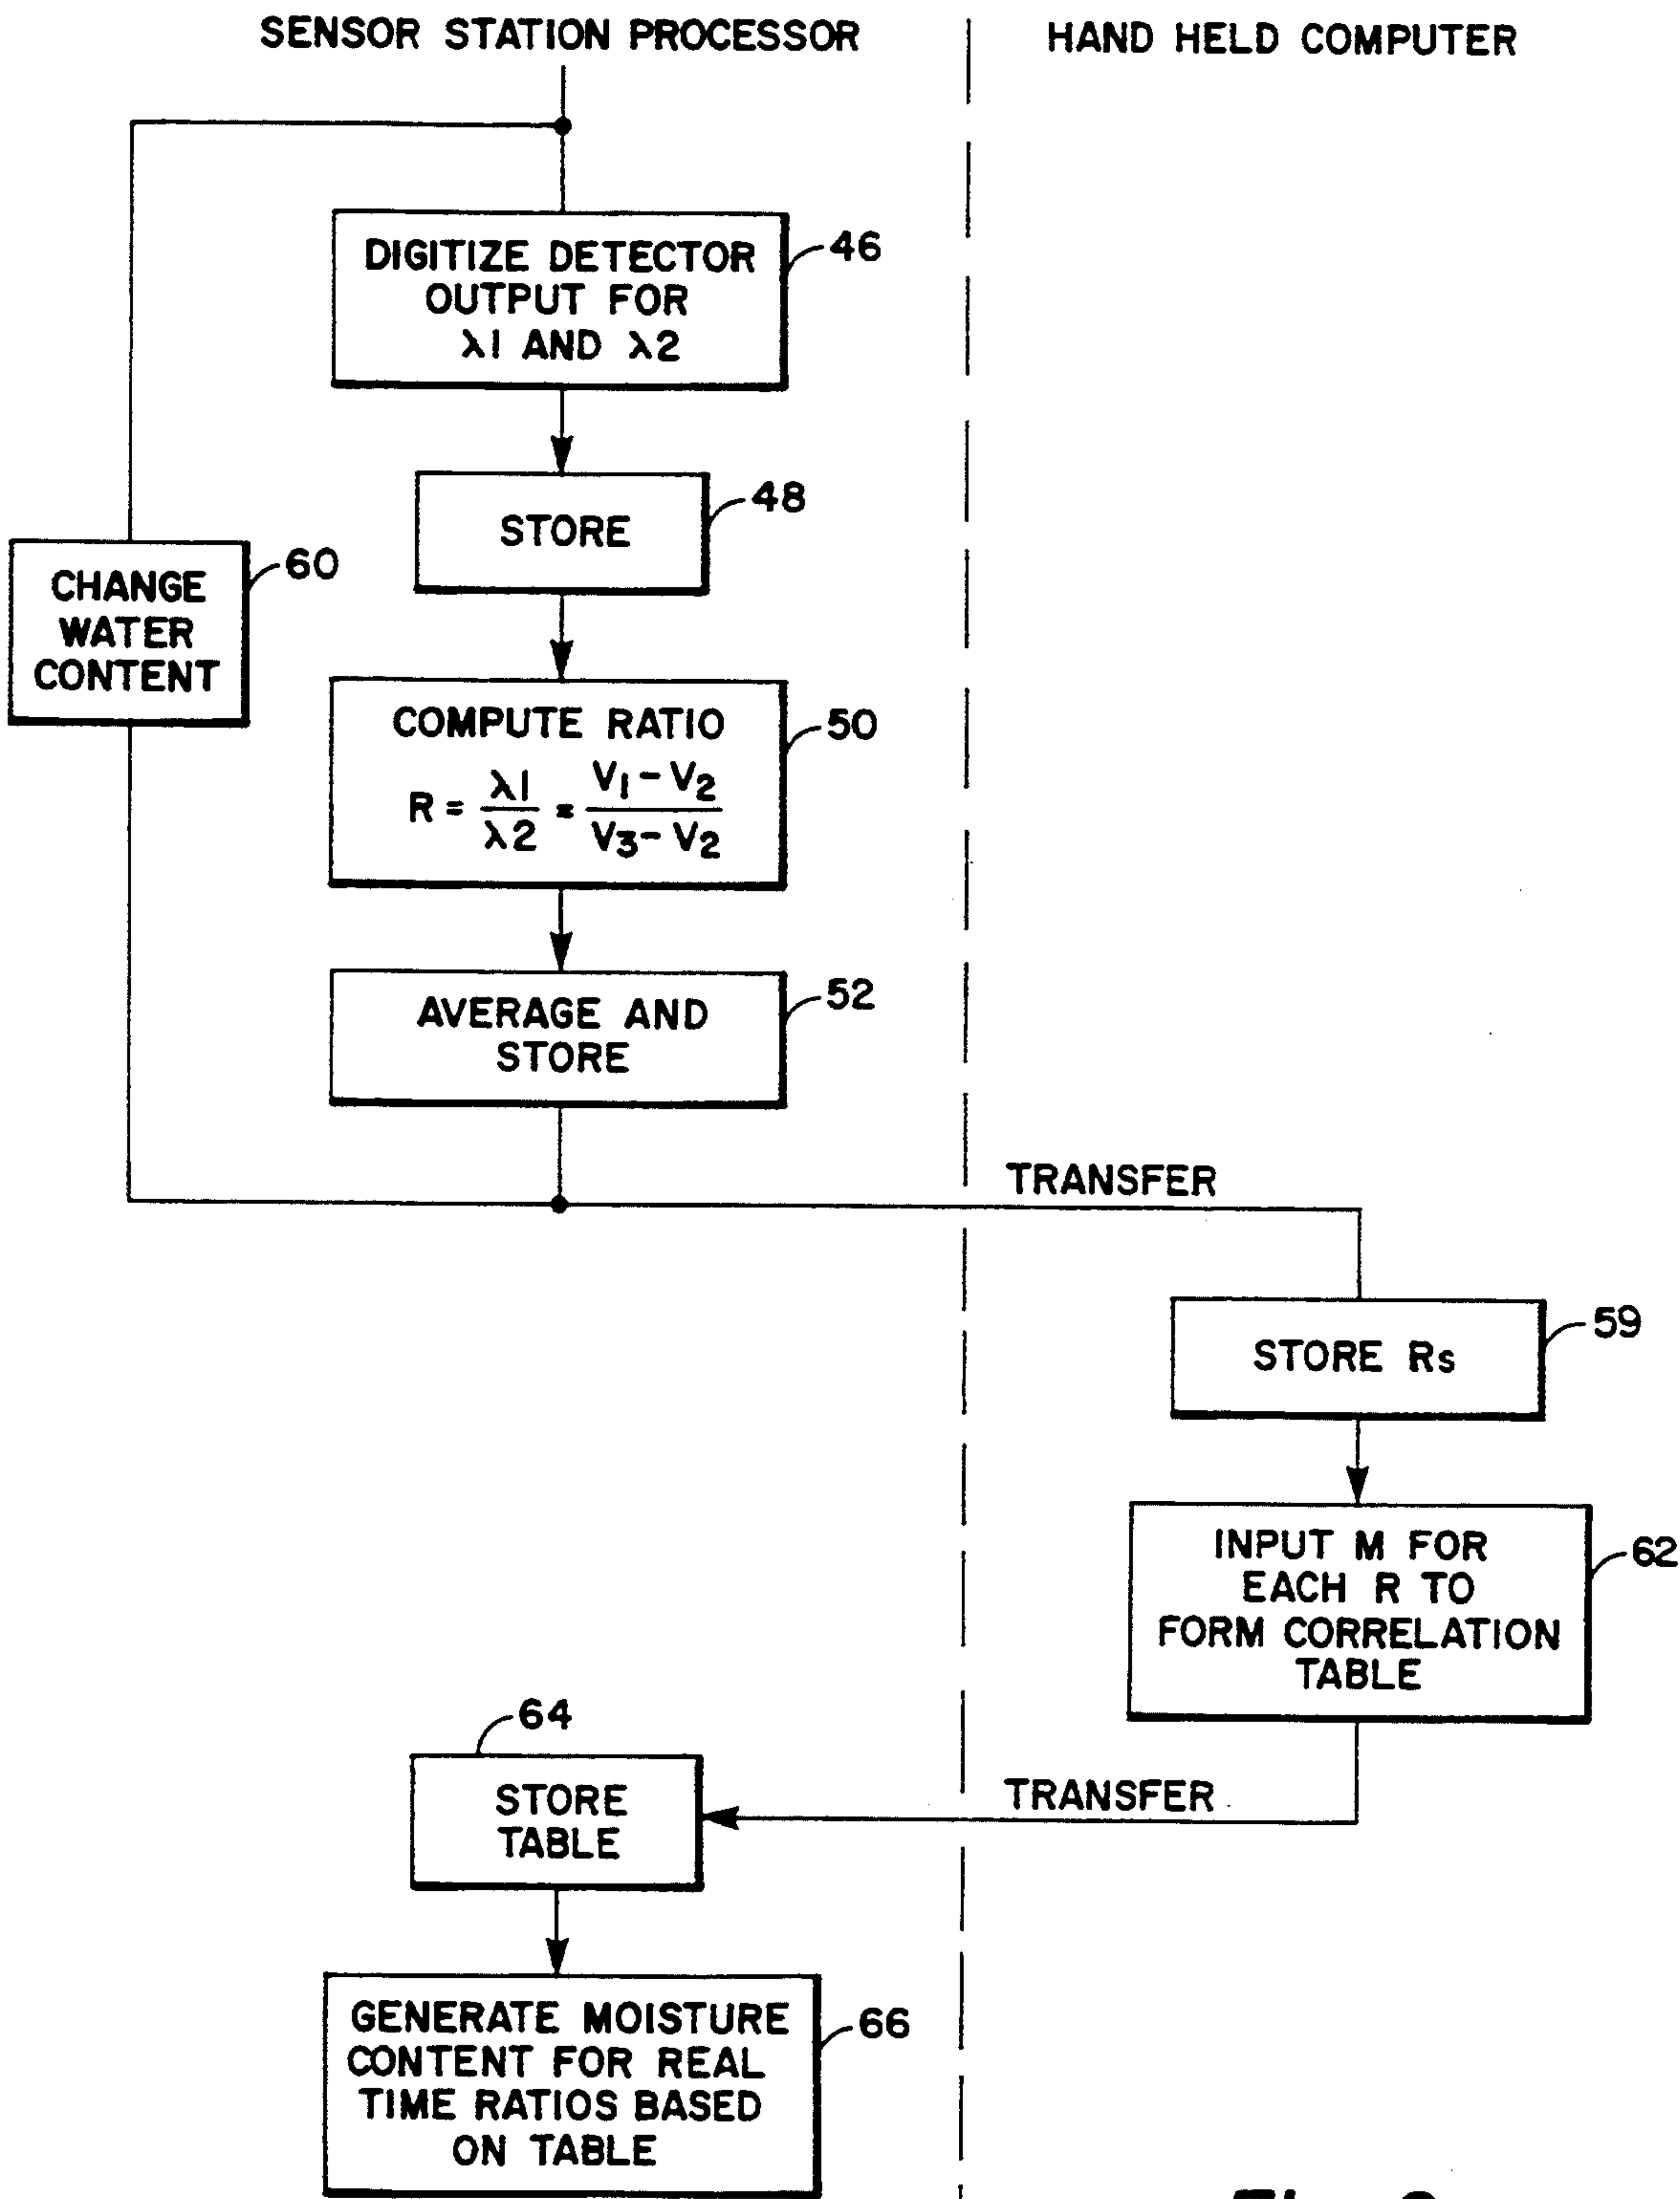 SENSOR STATION PROCESSOR
HAND HELD COMPUTER
DIGITIZE DETECTOR
OUTPUT FOR
λ1 AND λ2
46
STORE
48
CHANGE
WATER
CONTENT
60
COMPUTE RATIO
R = λ1/λ2 = V1 - V2/V3 - V2
50
AVERAGE AND
STORE
52
TRANSFER
STORE Rs
59
INPUT M FOR
EACH R TO
FORM CORRELATION
TABLE
62
64
STORE
TABLE
TRANSFER
GENERATE MOISTURE
CONTENT FOR REAL
TIME RATIOS BASED
ON TABLE
66